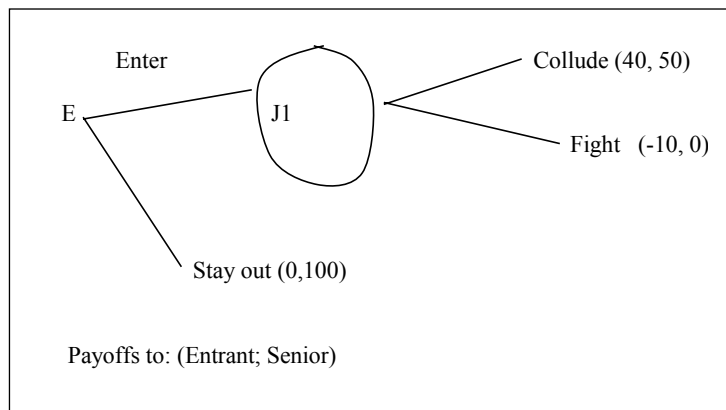 Enter
Collude (40, 50)
E
J1
Fight (-10, 0)
Stay out (0,100)
Payoffs to: (Entrant; Senior)